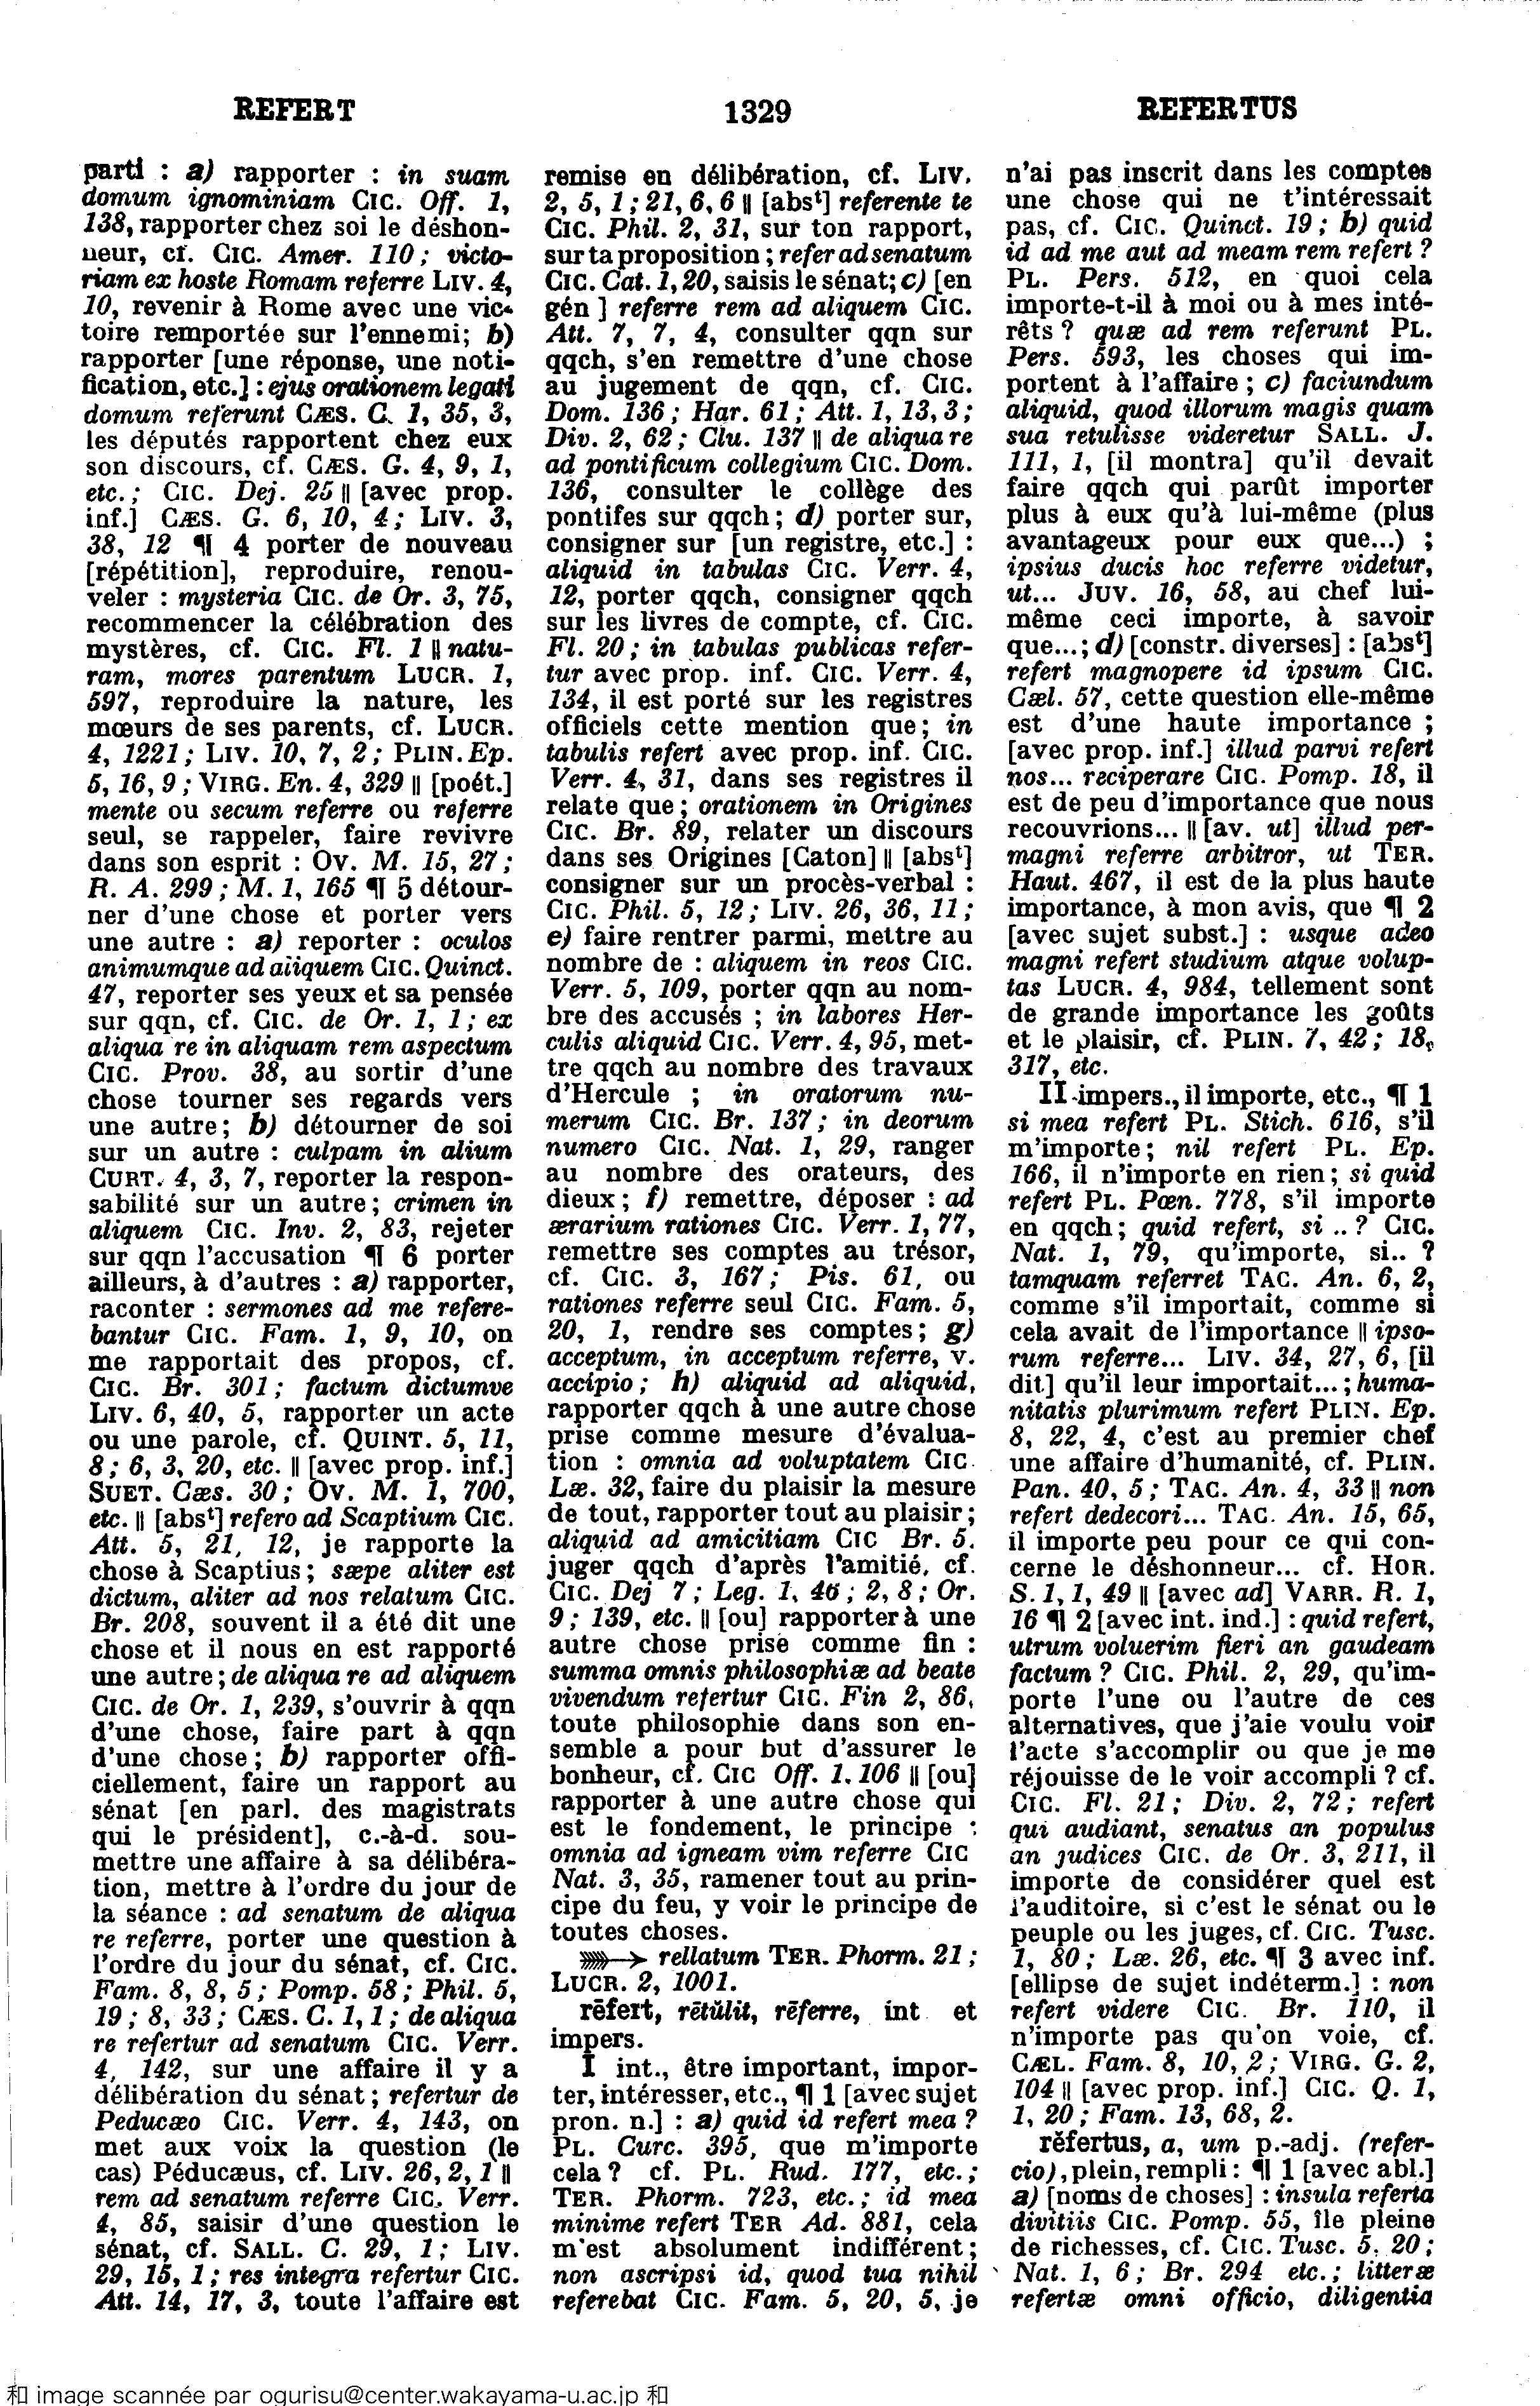 REFERT
1329
REFERTUS
parti : a) rapporter : in suam
domum ignominiam CIC. Off. 1,
138, rapporter chez soi le déshon-
neur, cf. CIC. Amer. 110 ; victo-
riam ex hoste Romam referre LIV. 4,
10, revenir à Rome avec une vic-
toire remportée sur l'ennemi; b)
rapporter [une réponse, une noti-
fication, etc.] : ejus orationem legati
domum referunt CÆS. C. 1, 35, 3,
les députés rapportent chez eux
son discours, cf. CÆS. G. 4, 9, 1,
etc. ; CIC. Dej. 25 || [avec prop.
inf.] CÆS. G. 6, 10, 4 ; LIV. 3,
38, 12 ¶ 4 porter de nouveau
[répétition], reproduire, renou-
veler : mysteria CIC. de Or. 3, 75,
recommencer la célébration des
mystères, cf. CIC. Fl. 1 || natu-
ram, mores parentum LUCR. 1,
597, reproduire la nature, les
mœurs de ses parents, cf. LUCR.
4, 1221 ; LIV. 10, 7, 2 ; PLIN. Ep.
5, 16, 9 ; VIRG. En. 4, 329 || [poét.]
mente ou secum referre ou referre
seul, se rappeler, faire revivre
dans son esprit : OV. M. 15, 27 ;
R. A. 299 ; M. 1, 165 ¶ 5 détour-
ner d'une chose et porter vers
une autre : a) reporter : oculos
animumque ad aliquem CIC. Quinct.
47, reporter ses yeux et sa pensée
sur qqn, cf. CIC. de Or. 1, 1 ; ex
aliqua re in aliquam rem aspectum
CIC. Prov. 38, au sortir d'une
chose tourner ses regards vers
une autre ; b) détourner de soi
sur un autre : culpam in alium
CURT. 4, 3, 7, reporter la respon-
sabilité sur un autre ; crimen in
aliquem CIC. Inv. 2, 83, rejeter
sur qqn l'accusation ¶ 6 porter
ailleurs, à d'autres : a) rapporter,
raconter : sermones ad me refere-
bantur CIC. Fam. 1, 9, 10, on
me rapportait des propos, cf.
CIC. Br. 301 ; factum dictumve
LIV. 6, 40, 5, rapporter un acte
ou une parole, cf. QUINT. 5, 11,
8 ; 6, 3, 20, etc. || [avec prop. inf.]
SUET. Cæs. 30 ; OV. M. 1, 700,
etc. || [absᵗ] refero ad Scaptium CIC.
Att. 5, 21, 12, je rapporte la
chose à Scaptius ; sæpe aliter est
dictum, aliter ad nos relatum CIC.
Br. 208, souvent il a été dit une
chose et il nous en est rapporté
une autre ; de aliqua re ad aliquem
CIC. de Or. 1, 239, s'ouvrir à qqn
d'une chose, faire part à qqn
d'une chose ; b) rapporter offi-
ciellement, faire un rapport au
sénat [en parl. des magistrats
qui le président], c.-à-d. sou-
mettre une affaire à sa délibéra-
tion, mettre à l'ordre du jour de
la séance : ad senatum de aliqua
re referre, porter une question à
l'ordre du jour du sénat, cf. CIC.
Fam. 8, 8, 5 ; Pomp. 58 ; Phil. 5,
19 ; 8, 33 ; CÆS. C. 1, 1 ; de aliqua
re refertur ad senatum CIC. Verr.
4, 142, sur une affaire il y a
délibération du sénat ; refertur de
Peducæo CIC. Verr. 4, 143, on
met aux voix la question (le
cas) Péducæus, cf. LIV. 26, 2, 1 ||
rem ad senatum referre CIC. Verr.
4, 85, saisir d'une question le
sénat, cf. SALL. C. 29, 1 ; LIV.
29, 15, 1 ; res integra refertur CIC.
Att. 14, 17, 3, toute l'affaire est
remise en délibération, cf. LIV.
2, 5, 1 ; 21, 6, 6 || [absᵗ] referente te
CIC. Phil. 2, 31, sur ton rapport,
sur ta proposition ; refer ad senatum
CIC. Cat. 1, 20, saisis le sénat ; c) [en
gén ] referre rem ad aliquem CIC.
Att. 7, 7, 4, consulter qqn sur
qqch, s'en remettre d'une chose
au jugement de qqn, cf. CIC.
Dom. 136 ; Har. 61 ; Att. 1, 13, 3 ;
Div. 2, 62 ; Clu. 137 || de aliqua re
ad pontificum collegium CIC. Dom.
136, consulter le collège des
pontifes sur qqch ; d) porter sur,
consigner sur [un registre, etc.] :
aliquid in tabulas CIC. Verr. 4,
12, porter qqch, consigner qqch
sur les livres de compte, cf. CIC.
Fl. 20 ; in tabulas publicas refer-
tur avec prop. inf. CIC. Verr. 4,
134, il est porté sur les registres
officiels cette mention que ; in
tabulis refert avec prop. inf. CIC.
Verr. 4, 31, dans ses registres il
relate que ; orationem in Origines
CIC. Br. 89, relater un discours
dans ses Origines [Caton] || [absᵗ]
consigner sur un procès-verbal :
CIC. Phil. 5, 12 ; LIV. 26, 36, 11 ;
e) faire rentrer parmi, mettre au
nombre de : aliquem in reos CIC.
Verr. 5, 109, porter qqn au nom-
bre des accusés ; in labores Her-
culis aliquid CIC. Verr. 4, 95, met-
tre qqch au nombre des travaux
d'Hercule ; in oratorum nu-
merum CIC. Br. 137 ; in deorum
numero CIC. Nat. 1, 29, ranger
au nombre des orateurs, des
dieux ; f) remettre, déposer : ad
ærarium rationes CIC. Verr. 1, 77,
remettre ses comptes au trésor,
cf. CIC. 3, 167 ; Pis. 61, ou
rationes referre seul CIC. Fam. 5,
20, 1, rendre ses comptes ; g)
acceptum, in acceptum referre, v.
accipio ; h) aliquid ad aliquid,
rapporter qqch à une autre chose
prise comme mesure d'évalua-
tion : omnia ad voluptatem CIC
Læ. 32, faire du plaisir la mesure
de tout, rapporter tout au plaisir ;
aliquid ad amicitiam CIC Br. 5.
juger qqch d'après l'amitié, cf.
CIC. Dej 7 ; Leg. 1, 46 ; 2, 8 ; Or.
9 ; 139, etc. || [ou] rapporter à une
autre chose prise comme fin :
summa omnis philosophiæ ad beate
vivendum refertur CIC. Fin 2, 86,
toute philosophie dans son en-
semble a pour but d'assurer le
bonheur, cf. CIC Off. 1. 106 || [ou]
rapporter à une autre chose qui
est le fondement, le principe :
omnia ad igneam vim referre CIC
Nat. 3, 35, ramener tout au prin-
cipe du feu, y voir le principe de
toutes choses.
rellatum TER. Phorm. 21 ;
LUCR. 2, 1001.
rēfert, rētŭlit, rēferre, int et
impers.
I int., être important, impor-
ter, intéresser, etc., ¶ 1 [avec sujet
pron. n.] : a) quid id refert mea ?
PL. Curc. 395, que m'importe
cela ? cf. PL. Rud. 177, etc. ;
TER. Phorm. 723, etc. ; id mea
minime refert TER Ad. 881, cela
m'est absolument indifférent ;
non ascripsi id, quod tua nihil
referebat CIC. Fam. 5, 20, 5, je
n'ai pas inscrit dans les comptes
une chose qui ne t'intéressait
pas, cf. CIC. Quinct. 19 ; b) quid
id ad me aut ad meam rem refert ?
PL. Pers. 512, en quoi cela
importe-t-il à moi ou à mes inté-
rêts ? quæ ad rem referunt PL.
Pers. 593, les choses qui im-
portent à l'affaire ; c) faciundum
aliquid, quod illorum magis quam
sua retulisse videretur SALL. J.
111, 1, [il montra] qu'il devait
faire qqch qui parût importer
plus à eux qu'à lui-même (plus
avantageux pour eux que...) ;
ipsius ducis hoc referre videtur,
ut... JUV. 16, 58, au chef lui-
même ceci importe, à savoir
que... ; d) [constr. diverses] : [absᵗ]
refert magnopere id ipsum CIC.
Cæl. 57, cette question elle-même
est d'une haute importance ;
[avec prop. inf.] illud parvi refert
nos... reciperare CIC. Pomp. 18, il
est de peu d'importance que nous
recouvrions... || [av. ut] illud per-
magni referre arbitror, ut TER.
Haut. 467, il est de la plus haute
importance, à mon avis, que ¶ 2
[avec sujet subst.] : usque adeo
magni refert studium atque volup-
tas LUCR. 4, 984, tellement sont
de grande importance les goûts
et le plaisir, cf. PLIN. 7, 42 ; 18,
317, etc.
II impers., il importe, etc., ¶ 1
si mea refert PL. Stich. 616, s'il
m'importe ; nil refert PL. Ep.
166, il n'importe en rien ; si quid
refert PL. Pœn. 778, s'il importe
en qqch ; quid refert, si .. ? CIC.
Nat. 1, 79, qu'importe, si.. ?
tamquam referret TAC. An. 6, 2,
comme s'il importait, comme si
cela avait de l'importance || ipso-
rum referre... LIV. 34, 27, 6, [il
dit] qu'il leur importait... ; huma-
nitatis plurimum refert PLIN. Ep.
8, 22, 4, c'est au premier chef
une affaire d'humanité, cf. PLIN.
Pan. 40, 5 ; TAC. An. 4, 33 || non
refert dedecori... TAC. An. 15, 65,
il importe peu pour ce qui con-
cerne le déshonneur... cf. HOR.
S. 1, 1, 49 || [avec ad] VARR. R. 1,
16 ¶ 2 [avec int. ind.] : quid refert,
utrum voluerim fieri an gaudeam
factum ? CIC. Phil. 2, 29, qu'im-
porte l'une ou l'autre de ces
alternatives, que j'aie voulu voir
l'acte s'accomplir ou que je me
réjouisse de le voir accompli ? cf.
CIC. Fl. 21 ; Div. 2, 72 ; refert
qui audiant, senatus an populus
an judices CIC. de Or. 3, 211, il
importe de considérer quel est
l'auditoire, si c'est le sénat ou le
peuple ou les juges, cf. CIC. Tusc.
1, 80 ; Læ. 26, etc. ¶ 3 avec inf.
[ellipse de sujet indéterm.] : non
refert videre CIC. Br. 110, il
n'importe pas qu'on voie, cf.
CÆL. Fam. 8, 10, 2 ; VIRG. G. 2,
104 || [avec prop. inf.] CIC. Q. 1,
1, 20 ; Fam. 13, 68, 2.
rĕfertus, a, um p.-adj. (refer-
cio), plein, rempli : ¶ 1 [avec abl.]
a) [noms de choses] : insula referta
divitiis CIC. Pomp. 55, île pleine
de richesses, cf. CIC. Tusc. 5, 20 ;
Nat. 1, 6 ; Br. 294 etc. ; litteræ
refertæ omni officio, diligentia
和 image scannée par ogurisu@center.wakayama-u.ac.jp 和